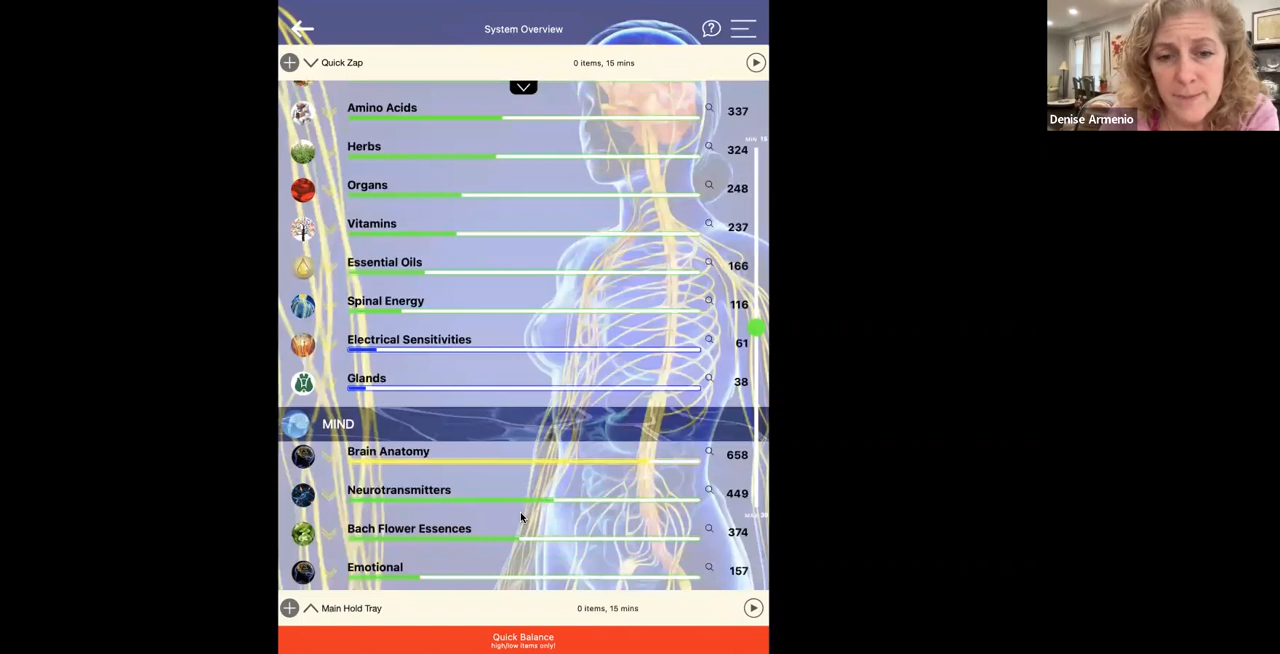 System Overview
?
Quick Zap
0 items, 15 mins
Amino Acids
337
MIN 15
Herbs
324
Organs
248
Vitamins
237
Essential Oils
166
Spinal Energy
116
Electrical Sensitivities
61
Glands
38
MIND
Brain Anatomy
658
Neurotransmitters
449
Bach Flower Essences
374
Emotional
157
Main Hold Tray
0 items, 15 mins
Quick Balance
high/low items only!
Denise Armenio